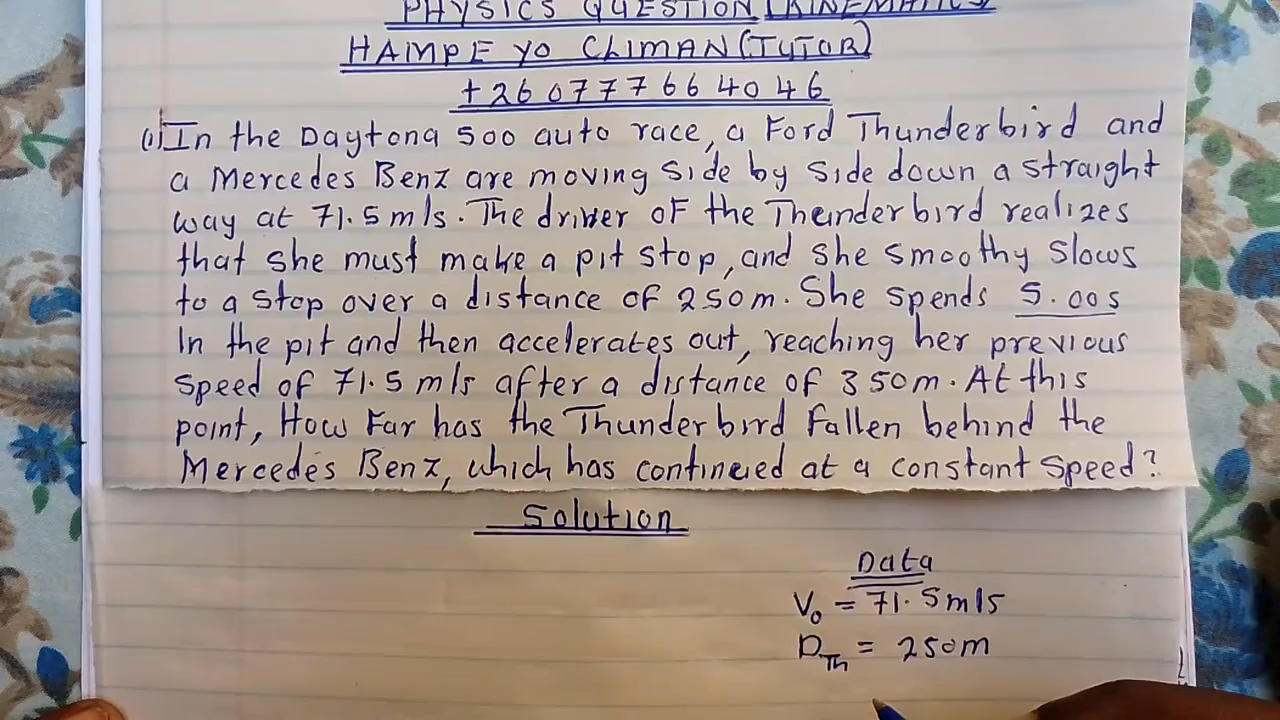 PHYSICS QUESTION (KINEMATICS)
HAMPE YO CLIMAN (TUTOR)
+260777664046
(1) In the Daytona 500 auto race, a Ford Thunderbird and
a Mercedes Benz are moving side by side down a straight
way at 71.5 m/s. The driver of the Thunderbird realizes
that she must make a pit stop, and she smoothy slows
to a stop over a distance of 250m. She spends 5.00s
In the pit and then accelerates out, reaching her previous
speed of 71.5 m/s after a distance of 350m. At this
point, How Far has the Thunderbird fallen behind the
Mercedes Benz, which has continued at a constant speed?
Solution
Data
V₀ = 71.5m/s
D_Th = 250m